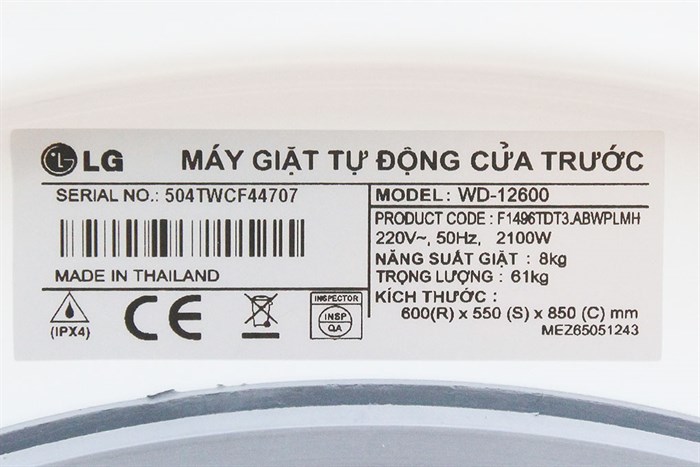 LG MÁY GIẶT TỰ ĐỘNG CỬA TRƯỚC
SERIAL NO.: 504TWCF44707
MADE IN THAILAND
(IPX4)
CE
INSPECTOR
INSP
QA
MODEL: WD-12600
PRODUCT CODE : F1496TDT3.ABWPLMH
220V~, 50Hz, 2100W
NĂNG SUẤT GIẶT : 8kg
TRỌNG LƯỢNG : 61kg
KÍCH THƯỚC :
600(R) x 550 (S) x 850 (C) mm
MEZ65051243